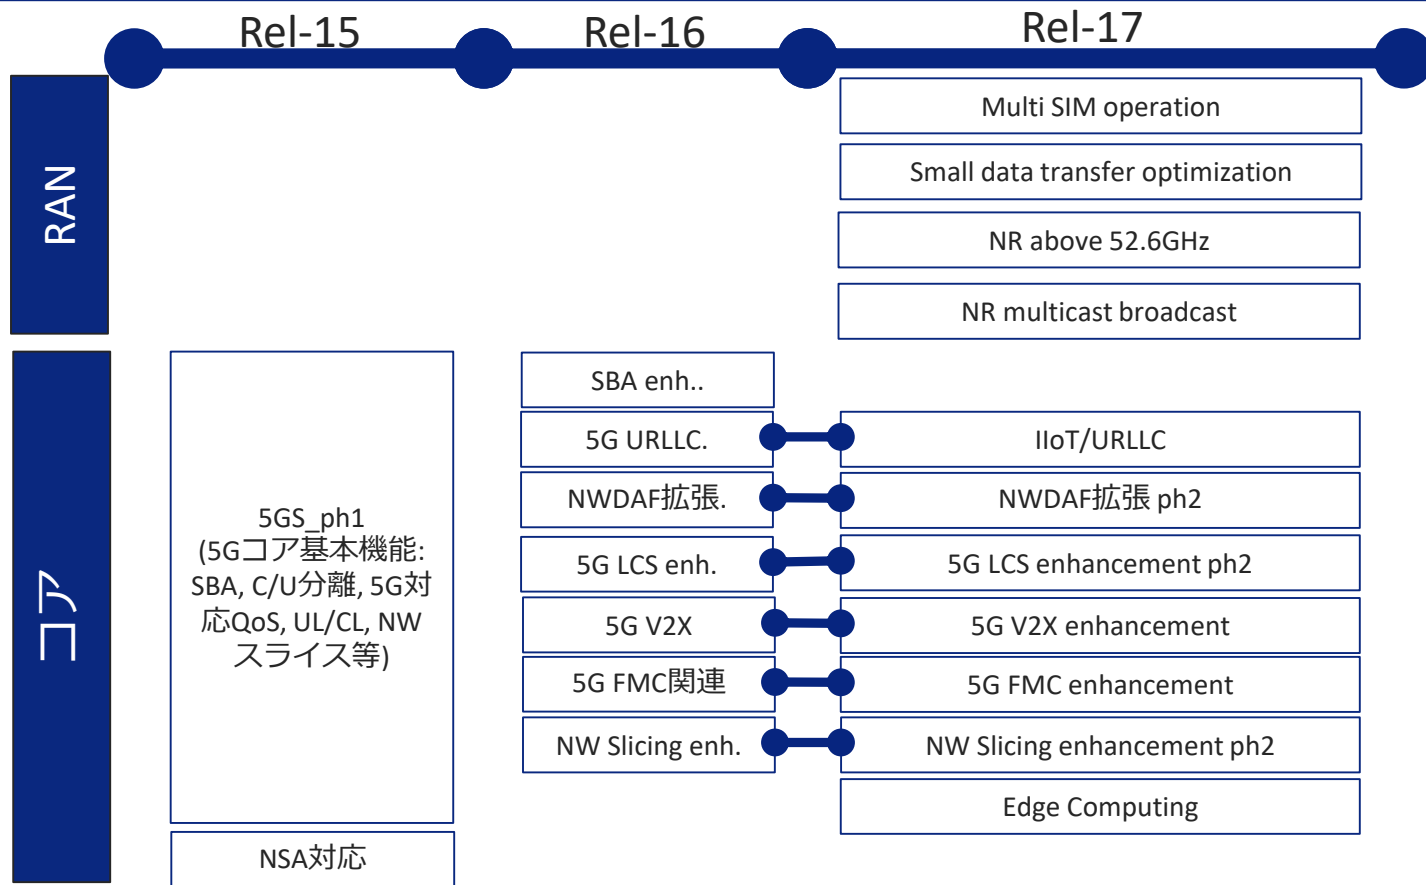 Rel-15
Rel-16
Rel-17
RAN
Multi SIM operation
Small data transfer optimization
NR above 52.6GHz
NR multicast broadcast
コア
5GS_ph1
(5Gコア基本機能:
SBA, C/U分離, 5G対
応QoS, UL/CL, NW
スライス等)
NSA対応
SBA enh..
5G URLLC.
IIoT/URLLC
NWDAF拡張.
NWDAF拡張 ph2
5G LCS enh.
5G LCS enhancement ph2
5G V2X
5G V2X enhancement
5G FMC関連
5G FMC enhancement
NW Slicing enh.
NW Slicing enhancement ph2
Edge Computing